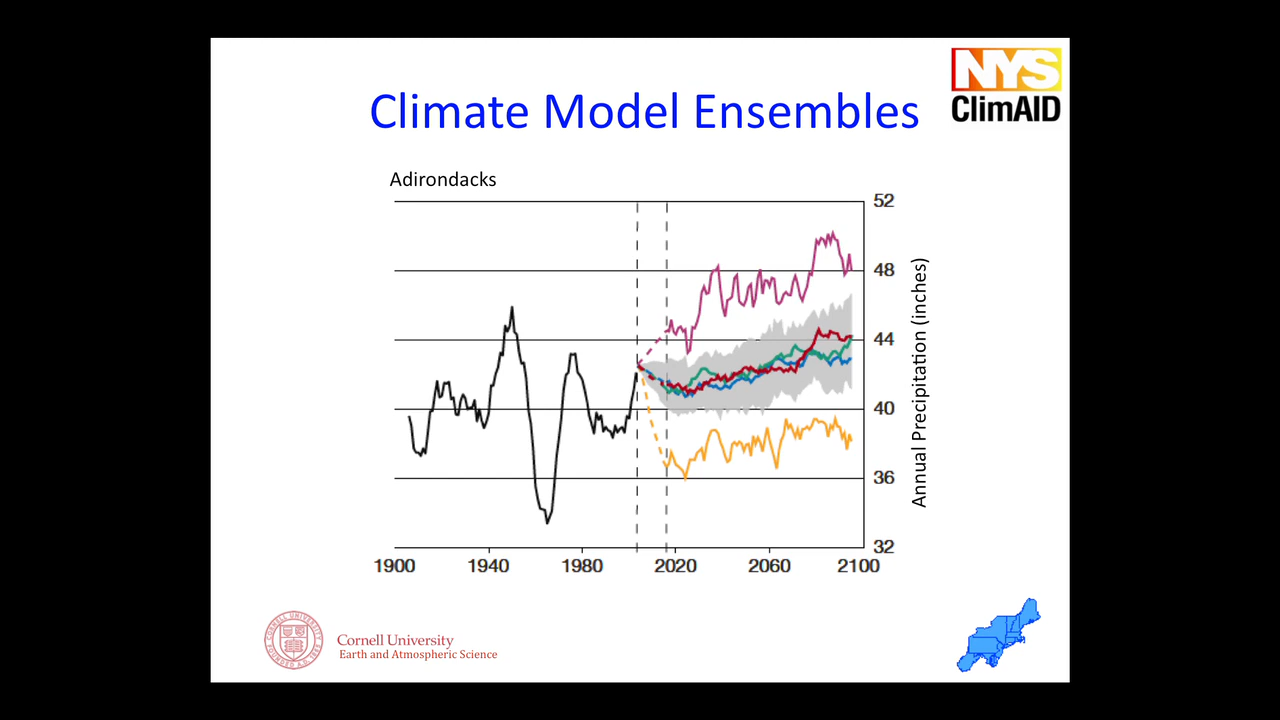 NYS
ClimAID
Climate Model Ensembles
Adirondacks
52
48
44
40
36
32
Annual Precipitation (inches)
1900 1940 1980 2020 2060 2100
Cornell University
Earth and Atmospheric Science